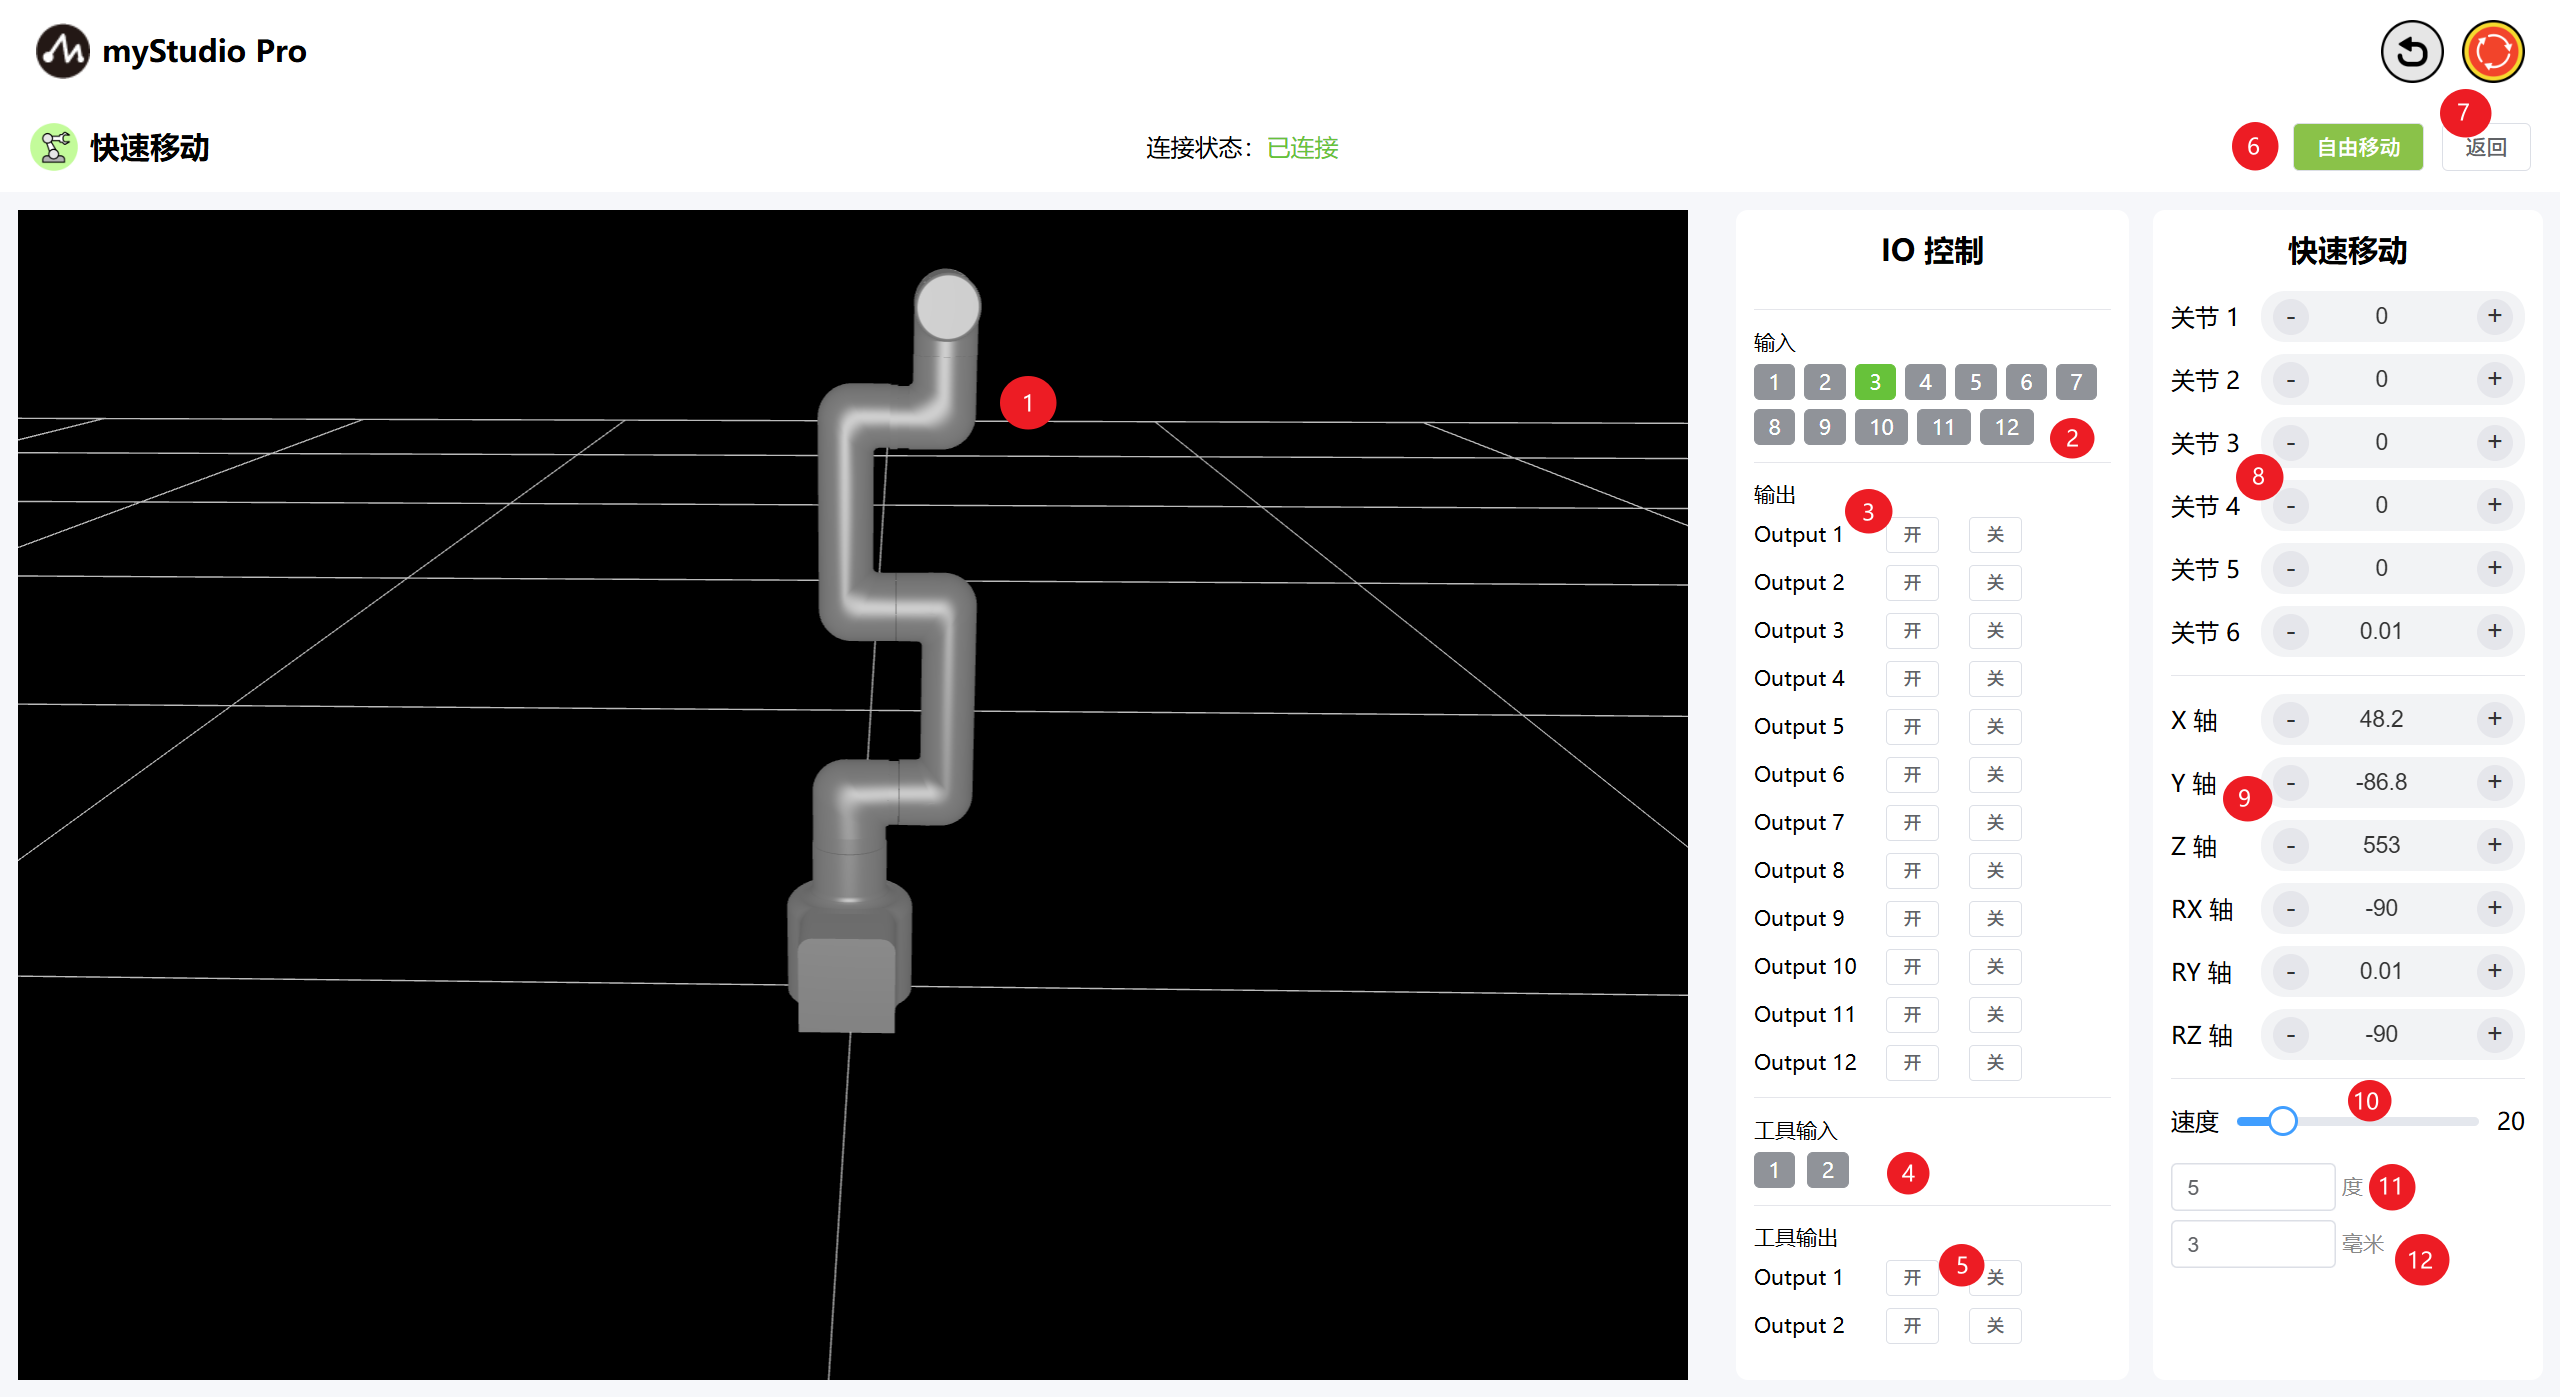 myStudio Pro
快速移动
连接状态：已连接
6
自由移动
7
返回
1
IO 控制
输入
1 2 3 4 5 6 7
8 9 10 11 12
2
输出
3
Output 1 开 关
Output 2 开 关
Output 3 开 关
Output 4 开 关
Output 5 开 关
Output 6 开 关
Output 7 开 关
Output 8 开 关
Output 9 开 关
Output 10 开 关
Output 11 开 关
Output 12 开 关
工具输入
1 2
4
工具输出
5
Output 1 开 关
Output 2 开 关
快速移动
关节 1 - 0 +
关节 2 - 0 +
关节 3 - 0 +
8
关节 4 - 0 +
关节 5 - 0 +
关节 6 - 0.01 +
X 轴 - 48.2 +
Y 轴 - -86.8 +
9
Z 轴 - 553 +
RX 轴 - -90 +
RY 轴 - 0.01 +
RZ 轴 - -90 +
10
速度 20
5 度 11
3 毫米 12